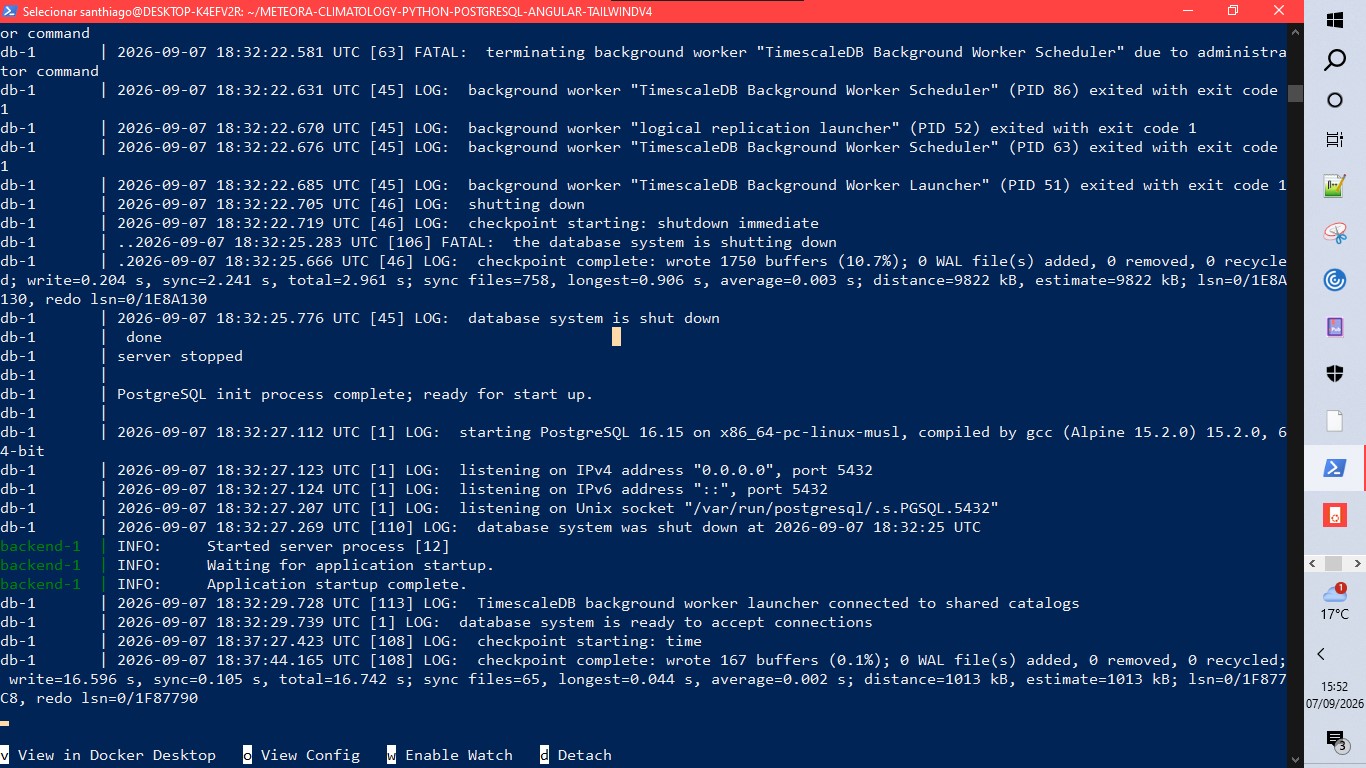 Selecionar santhiago@DESKTOP-K4EFV2R: ~/METEORA-CLIMATOLOGY-PYTHON-POSTGRESQL-ANGULAR-TAILWINDV4
or command
db-1 | 2026-09-07 18:32:22.581 UTC [63] FATAL: terminating background worker "TimescaleDB Background Worker Scheduler" due to administra
tor command
db-1 | 2026-09-07 18:32:22.631 UTC [45] LOG: background worker "TimescaleDB Background Worker Scheduler" (PID 86) exited with exit code
1
db-1 | 2026-09-07 18:32:22.670 UTC [45] LOG: background worker "logical replication launcher" (PID 52) exited with exit code 1
db-1 | 2026-09-07 18:32:22.676 UTC [45] LOG: background worker "TimescaleDB Background Worker Scheduler" (PID 63) exited with exit code
1
db-1 | 2026-09-07 18:32:22.685 UTC [45] LOG: background worker "TimescaleDB Background Worker Launcher" (PID 51) exited with exit code 1
db-1 | 2026-09-07 18:32:22.705 UTC [46] LOG: shutting down
db-1 | 2026-09-07 18:32:22.719 UTC [46] LOG: checkpoint starting: shutdown immediate
db-1 | ..2026-09-07 18:32:25.283 UTC [106] FATAL: the database system is shutting down
db-1 | .2026-09-07 18:32:25.666 UTC [46] LOG: checkpoint complete: wrote 1750 buffers (10.7%); 0 WAL file(s) added, 0 removed, 0 recycle
d; write=0.204 s, sync=2.241 s, total=2.961 s; sync files=758, longest=0.906 s, average=0.003 s; distance=9822 kB, estimate=9822 kB; lsn=0/1E8A
130, redo lsn=0/1E8A130
db-1 | 2026-09-07 18:32:25.776 UTC [45] LOG: database system is shut down
db-1 | done
db-1 | server stopped
db-1 |
db-1 | PostgreSQL init process complete; ready for start up.
db-1 |
db-1 | 2026-09-07 18:32:27.112 UTC [1] LOG: starting PostgreSQL 16.15 on x86_64-pc-linux-musl, compiled by gcc (Alpine 15.2.0) 15.2.0, 6
4-bit
db-1 | 2026-09-07 18:32:27.123 UTC [1] LOG: listening on IPv4 address "0.0.0.0", port 5432
db-1 | 2026-09-07 18:32:27.124 UTC [1] LOG: listening on IPv6 address "::", port 5432
db-1 | 2026-09-07 18:32:27.207 UTC [1] LOG: listening on Unix socket "/var/run/postgresql/.s.PGSQL.5432"
db-1 | 2026-09-07 18:32:27.269 UTC [110] LOG: database system was shut down at 2026-09-07 18:32:25 UTC
backend-1 | INFO: Started server process [12]
backend-1 | INFO: Waiting for application startup.
backend-1 | INFO: Application startup complete.
db-1 | 2026-09-07 18:32:29.728 UTC [113] LOG: TimescaleDB background worker launcher connected to shared catalogs
db-1 | 2026-09-07 18:32:29.739 UTC [1] LOG: database system is ready to accept connections
db-1 | 2026-09-07 18:37:27.423 UTC [108] LOG: checkpoint starting: time
db-1 | 2026-09-07 18:37:44.165 UTC [108] LOG: checkpoint complete: wrote 167 buffers (0.1%); 0 WAL file(s) added, 0 removed, 0 recycled;
write=16.596 s, sync=0.105 s, total=16.742 s; sync files=65, longest=0.044 s, average=0.002 s; distance=1013 kB, estimate=1013 kB; lsn=0/1F877
C8, redo lsn=0/1F87790
v View in Docker Desktop o View Config w Enable Watch d Detach
1
17°C
15:52
07/09/2026
3